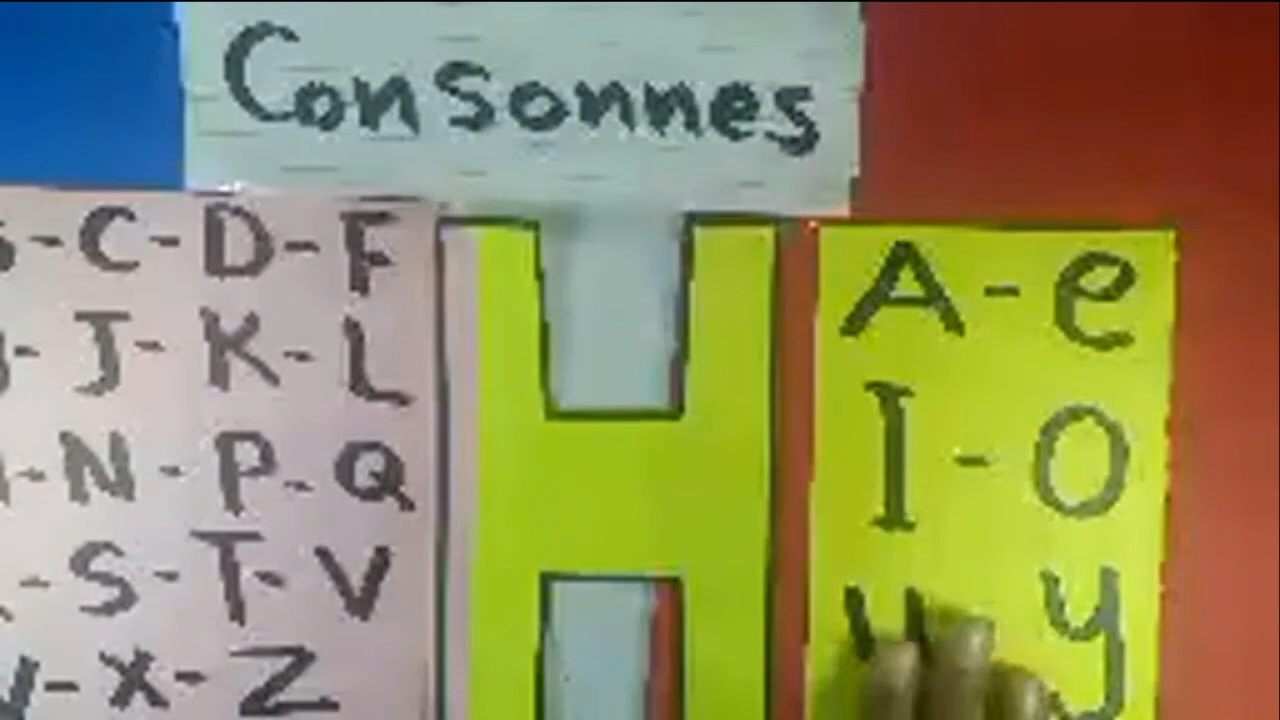 Consonnes
-C-D-F
-J-K-L
-N-P-Q
-S-T-V
-X-Z
H
A-e
I-O
y